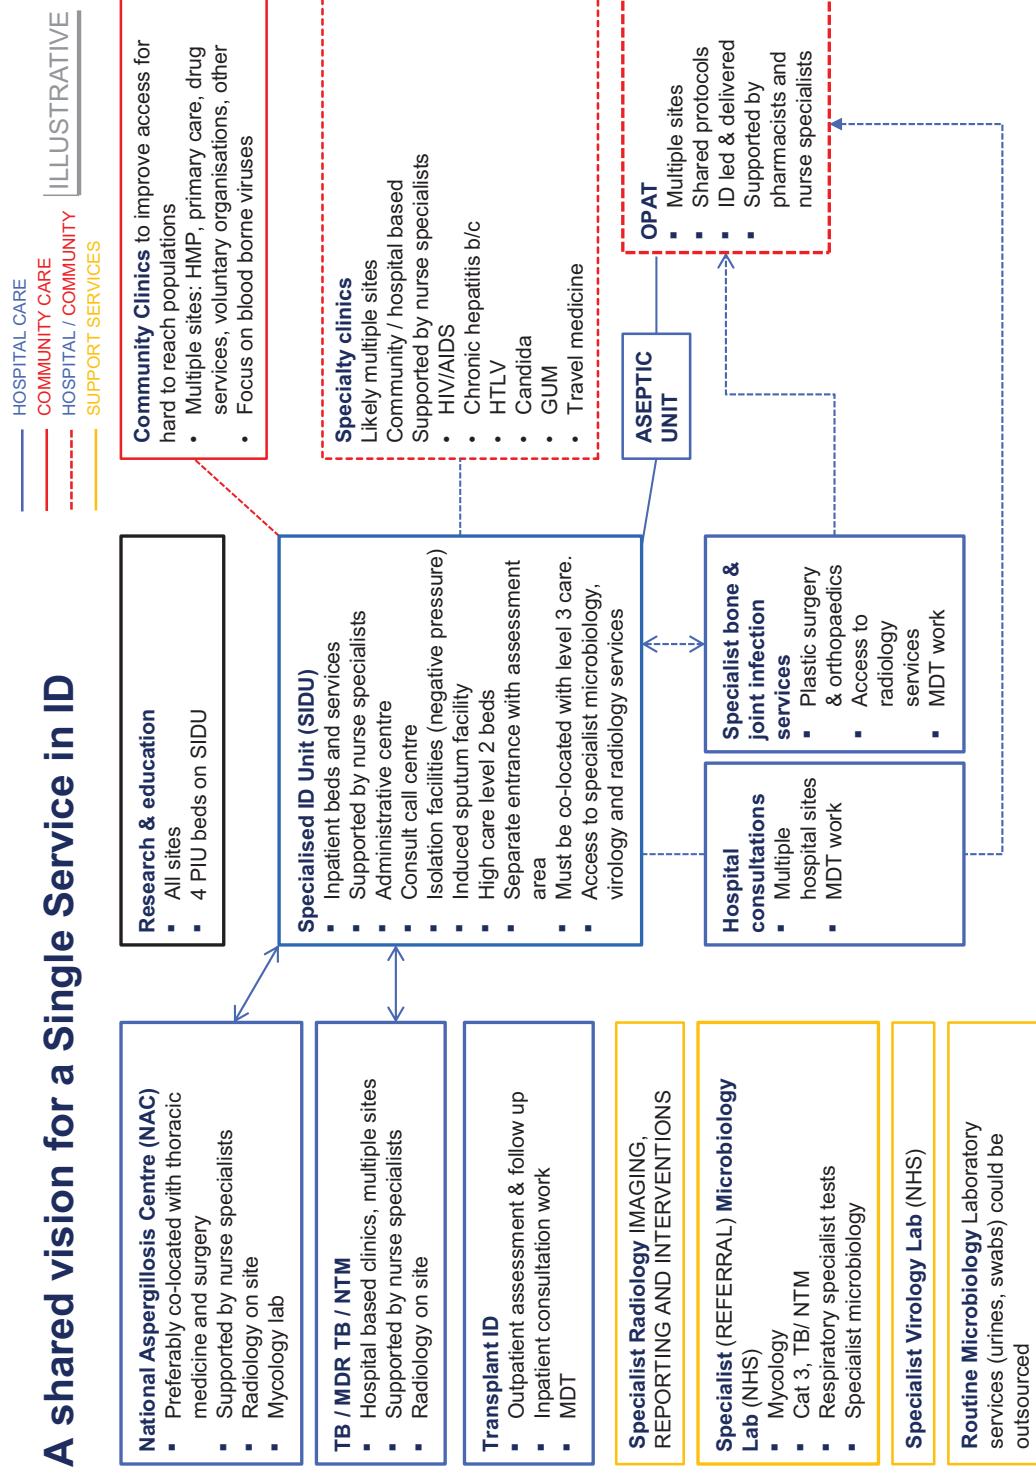 A shared vision for a Single Service in ID
HOSPITAL CARE
COMMUNITY CARE
HOSPITAL / COMMUNITY
SUPPORT SERVICES
ILLUSTRATIVE
National Aspergillosis Centre (NAC)
▪ Preferably co-located with thoracic
medicine and surgery
▪ Supported by nurse specialists
▪ Radiology on site
▪ Mycology lab
TB / MDR TB / NTM
▪ Hospital based clinics, multiple sites
▪ Supported by nurse specialists
▪ Radiology on site
Transplant ID
▪ Outpatient assessment & follow up
▪ Inpatient consultation work
▪ MDT
Specialist Radiology IMAGING,
REPORTING AND INTERVENTIONS
Specialist (REFERRAL) Microbiology
Lab (NHS)
▪ Mycology
▪ Cat 3, TB/ NTM
▪ Respiratory specialist tests
▪ Specialist microbiology
Specialist Virology Lab (NHS)
Routine Microbiology Laboratory
services (urines, swabs) could be
outsourced
Research & education
▪ All sites
▪ 4 PIU beds on SIDU
Specialised ID Unit (SIDU)
▪ Inpatient beds and services
▪ Supported by nurse specialists
▪ Administrative centre
▪ Consult call centre
▪ Isolation facilities (negative pressure)
▪ Induced sputum facility
▪ High care level 2 beds
▪ Separate entrance with assessment
area
▪ Must be co-located with level 3 care.
▪ Access to specialist microbiology,
virology and radiology services
Hospital
consultations
▪ Multiple
hospital sites
▪ MDT work
Specialist bone &
joint infection
services
▪ Plastic surgery
& orthopaedics
▪ Access to
radiology
services
▪ MDT work
Community Clinics to improve access for
hard to reach populations
• Multiple sites: HMP, primary care, drug
services, voluntary organisations, other
• Focus on blood borne viruses
Specialty clinics
Likely multiple sites
Community / hospital based
Supported by nurse specialists
• HIV/AIDS
• Chronic hepatitis b/c
• HTLV
• Candida
• GUM
• Travel medicine
ASEPTIC
UNIT
OPAT
▪ Multiple sites
▪ Shared protocols
▪ ID led & delivered
▪ Supported by
pharmacists and
nurse specialists